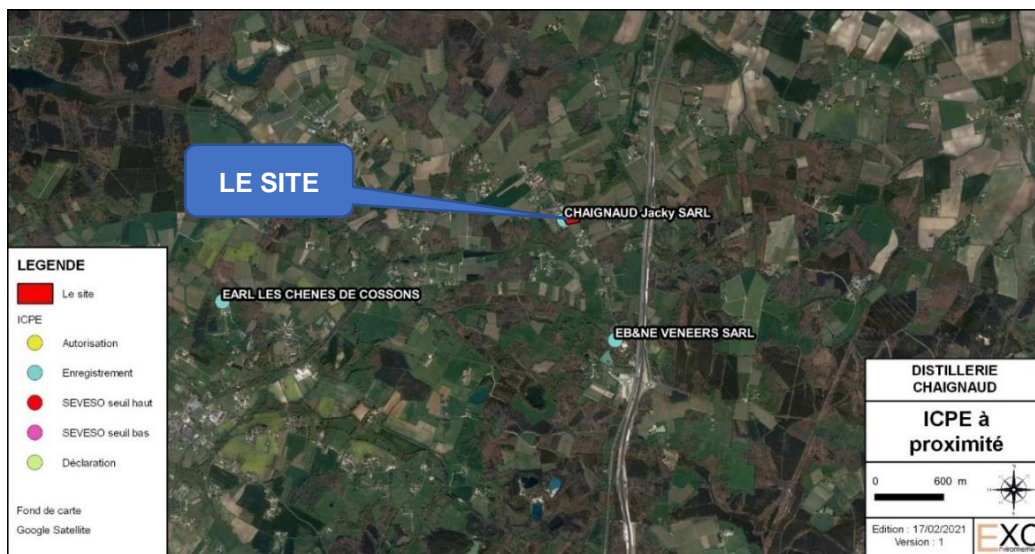 LE SITE
CHAIGNAUD Jacky SARL
EARL LES CHENES DE COSSONS
EB&NE VENEERS SARL
LEGENDE
Le site
ICPE
Autorisation
Enregistrement
SEVESO seuil haut
SEVESO seuil bas
Déclaration
Fond de carte
Google Satellite
DISTILLERIE
CHAIGNAUD
ICPE à
proximité
0 600 m
Edition : 17/02/2021
Version : 1
EXO